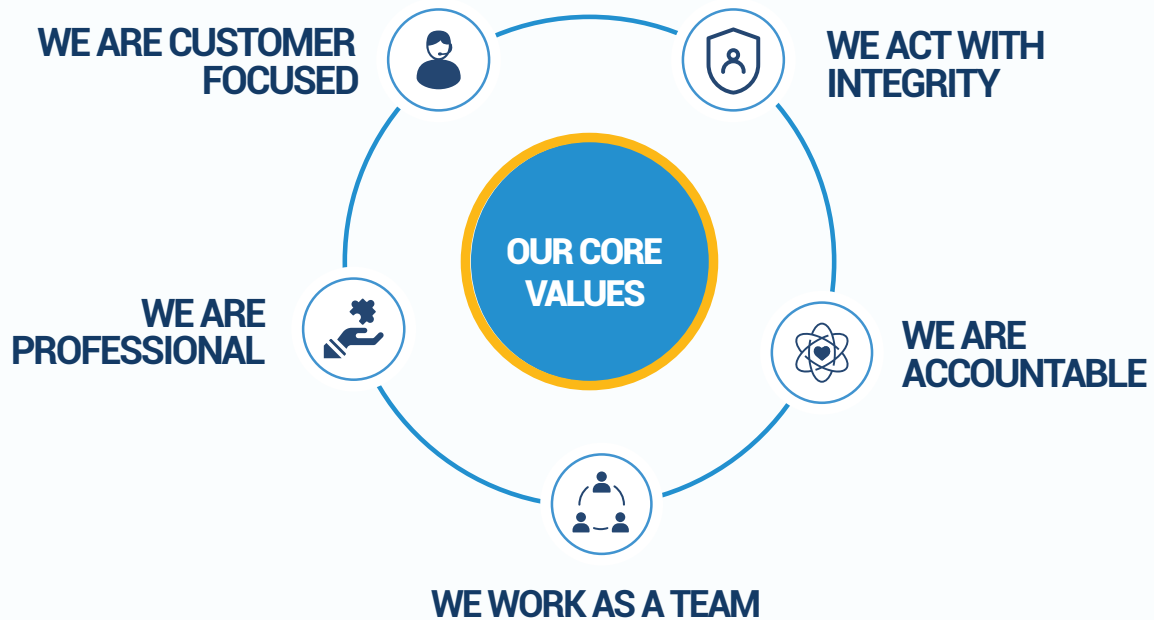 WE ARE CUSTOMER
FOCUSED
WE ACT WITH
INTEGRITY
OUR CORE
VALUES
WE ARE
PROFESSIONAL
WE ARE
ACCOUNTABLE
WE WORK AS A TEAM